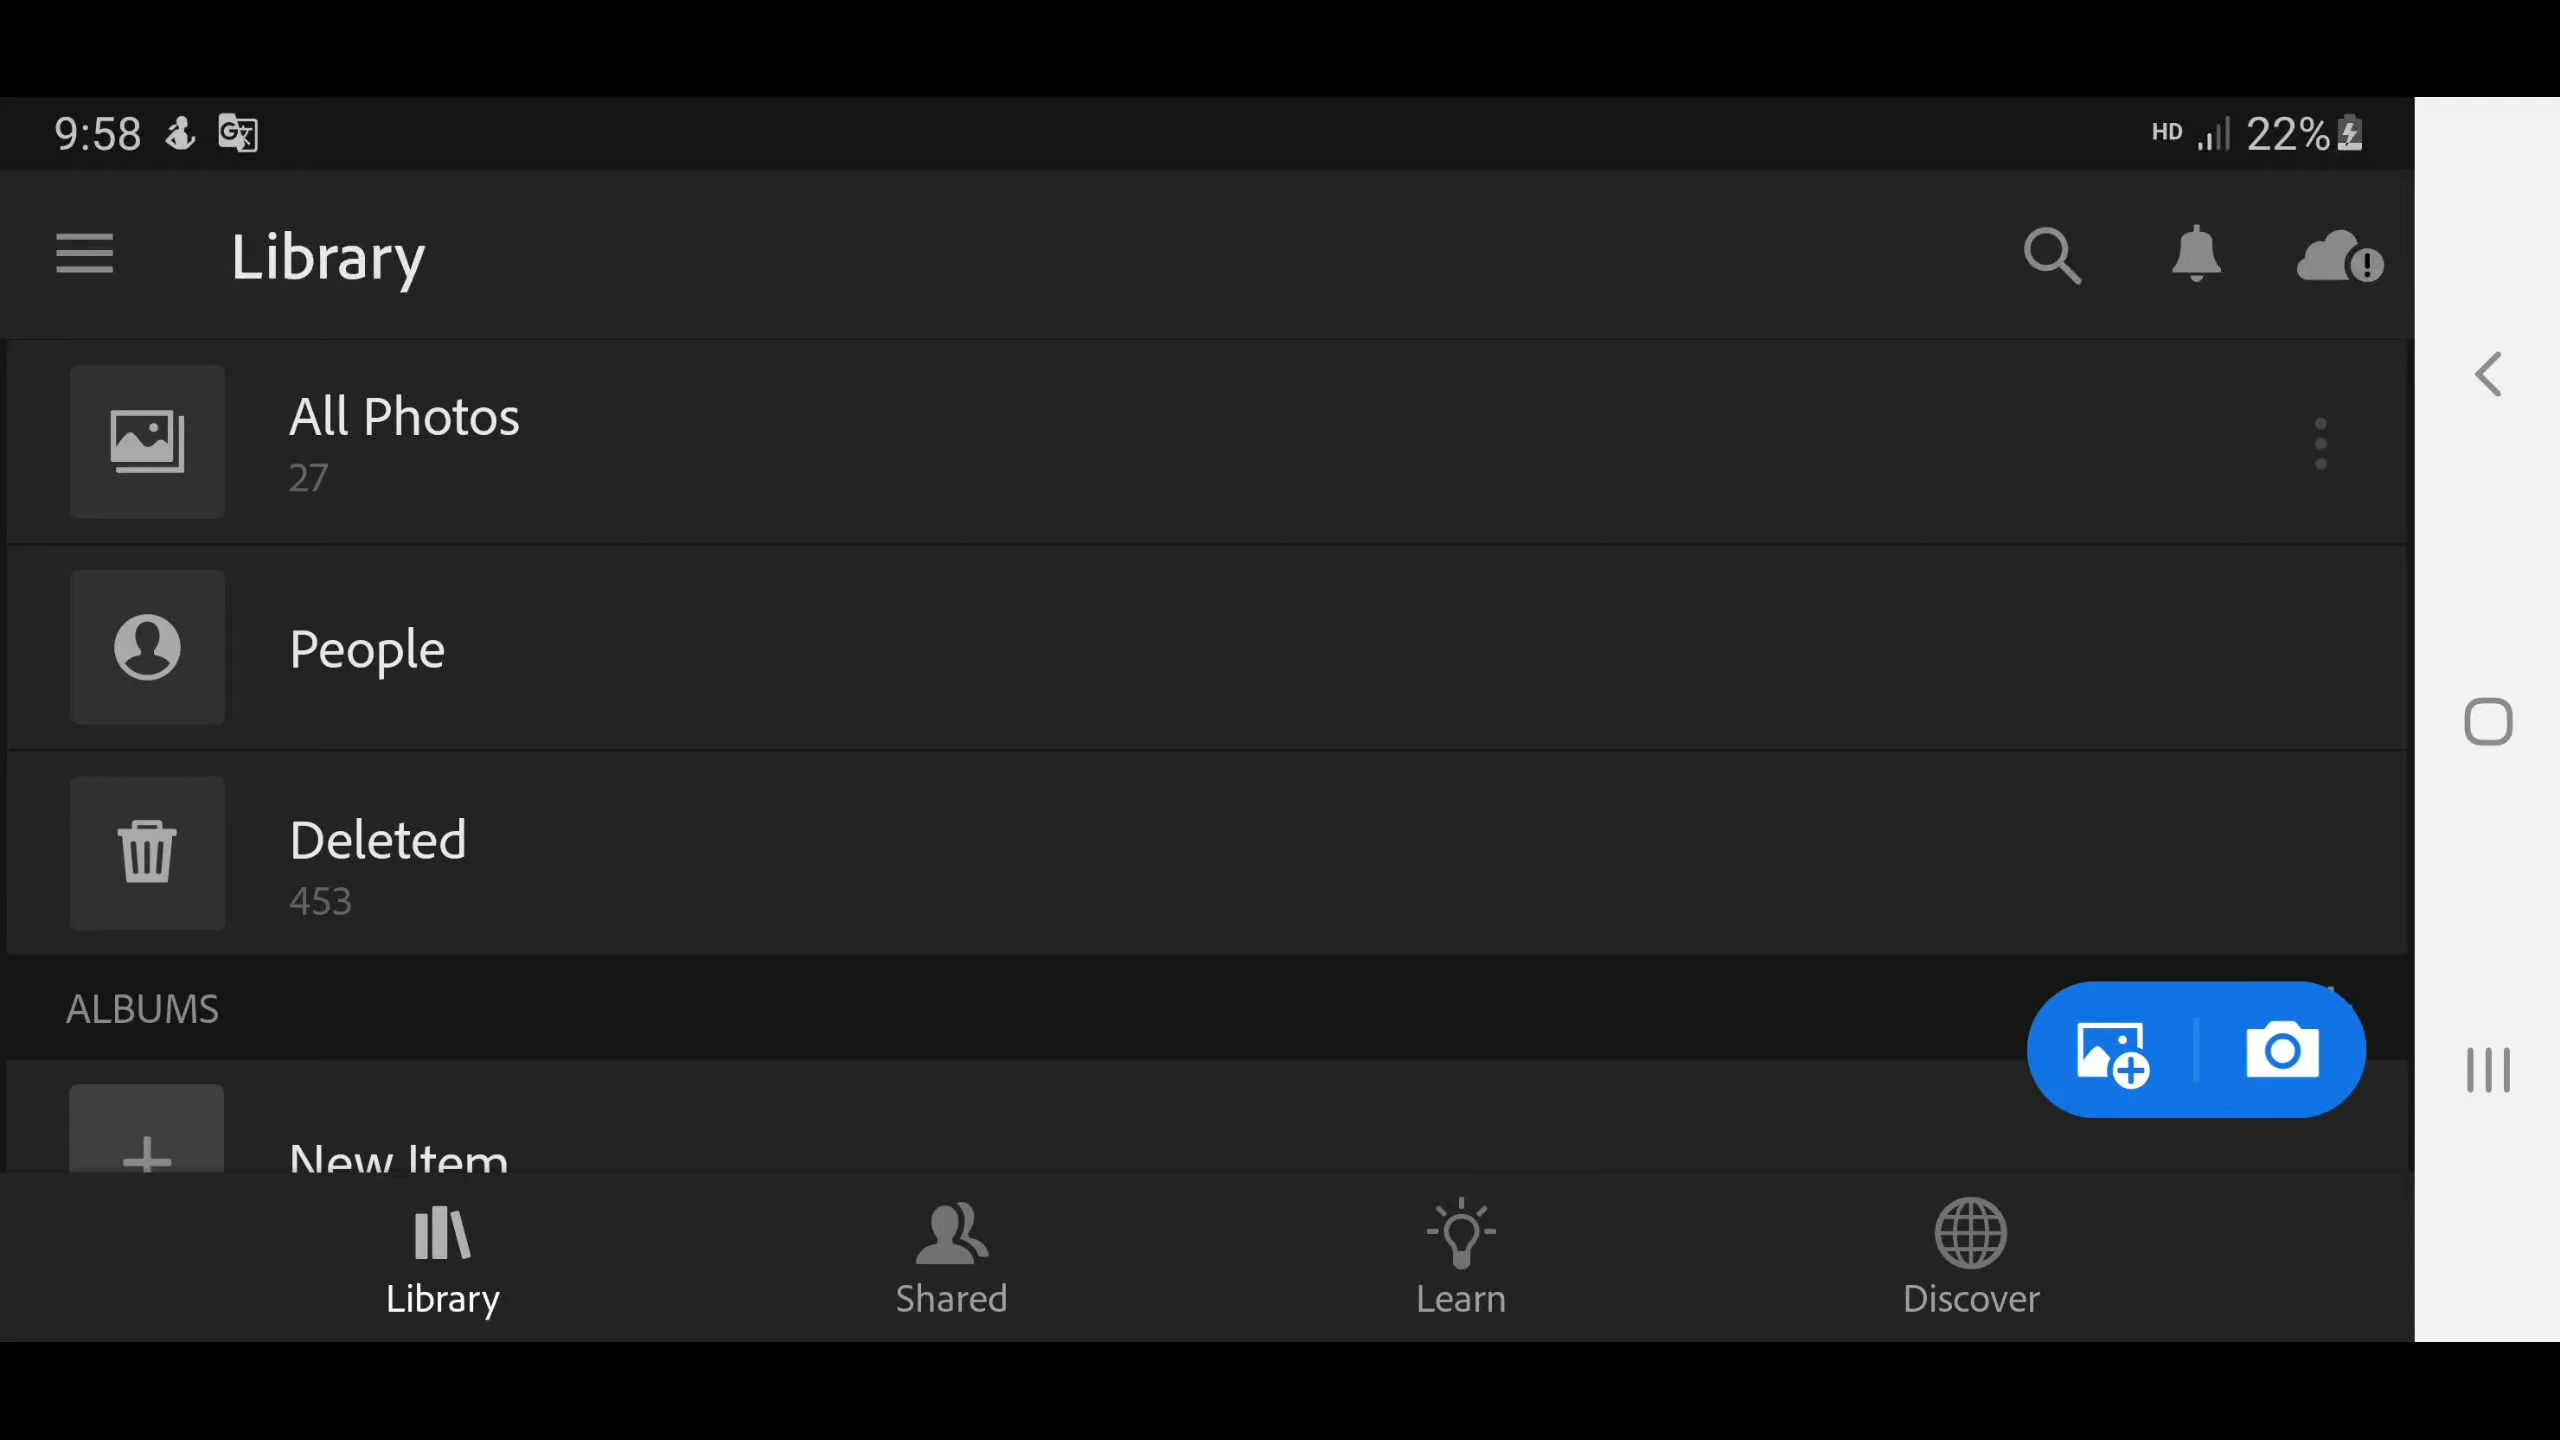 9:58
HD 22%
Library
All Photos
27
People
Deleted
453
ALBUMS
New Item
Library
Shared
Learn
Discover